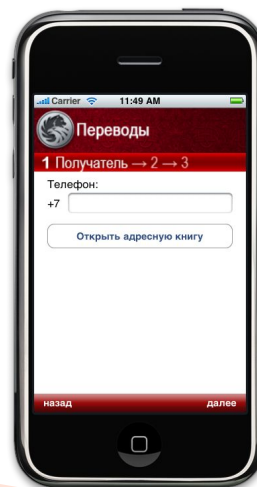 Carrier 11:49 AM
Переводы
1 Получатель → 2 → 3
Телефон:
+7
Открыть адресную книгу
назад далее